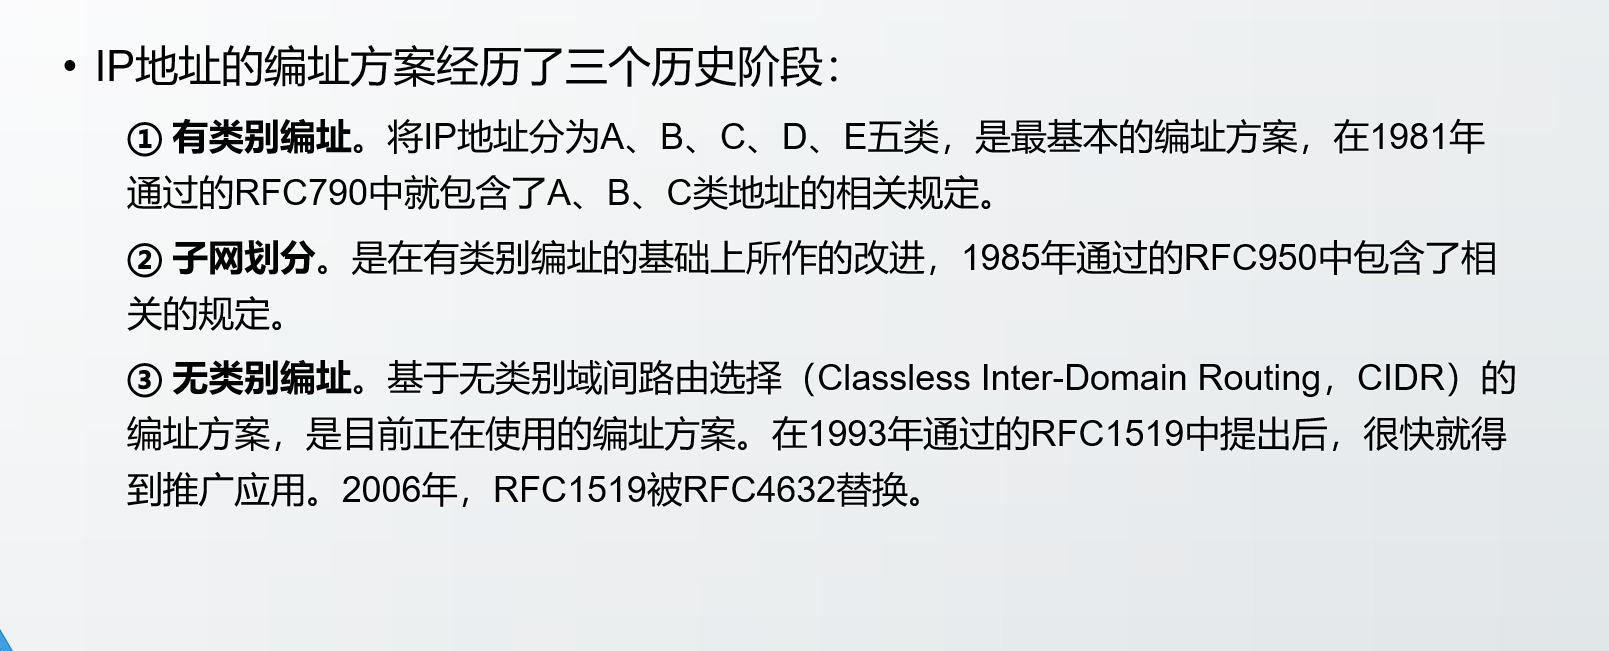 • IP地址的编址方案经历了三个历史阶段：
① 有类别编址。将IP地址分为A、B、C、D、E五类，是最基本的编址方案，在1981年
通过的RFC790中就包含了A、B、C类地址的相关规定。
② 子网划分。是在有类别编址的基础上所作的改进，1985年通过的RFC950中包含了相
关的规定。
③ 无类别编址。基于无类别域间路由选择（Classless Inter-Domain Routing，CIDR）的
编址方案，是目前正在使用的编址方案。在1993年通过的RFC1519中提出后，很快就得
到推广应用。2006年，RFC1519被RFC4632替换。